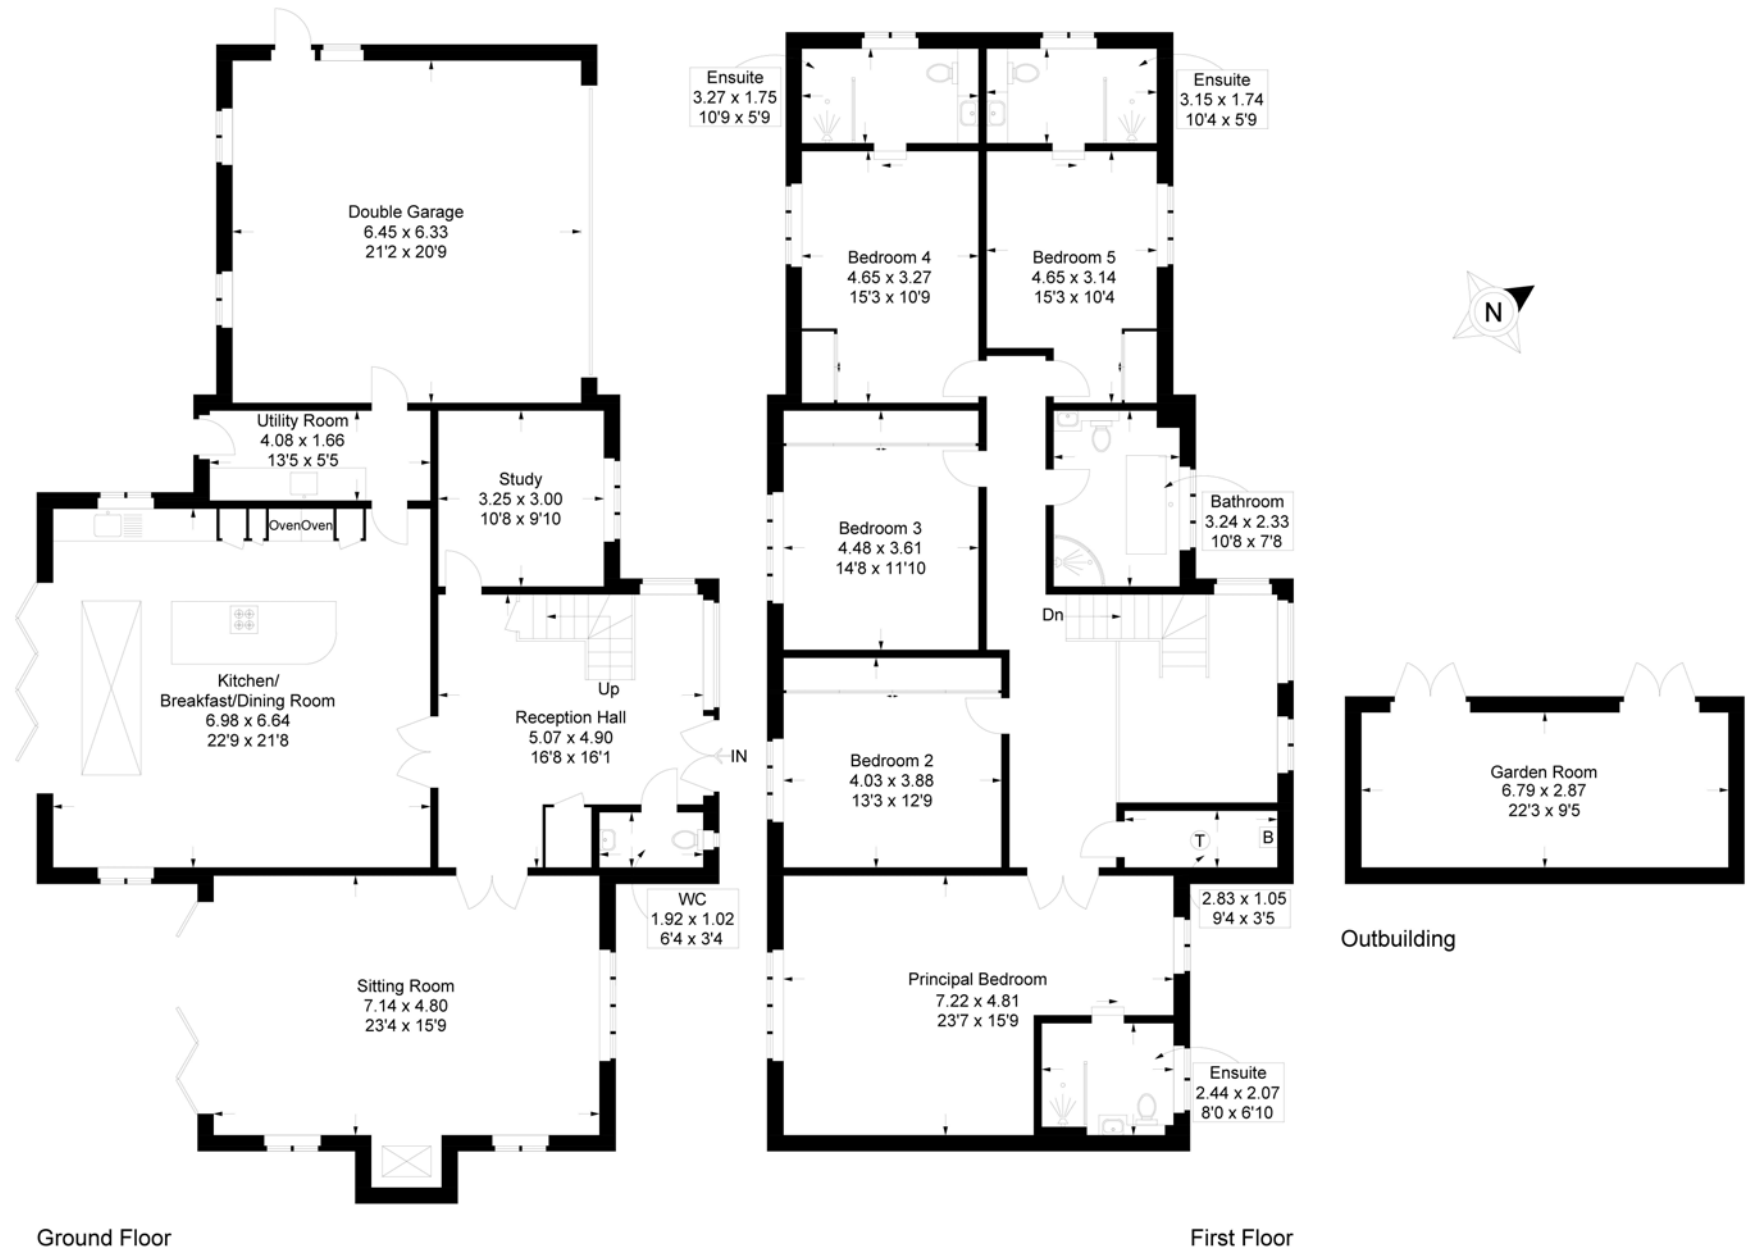 Double Garage
6.45 x 6.33
21'2 x 20'9
Utility Room
4.08 x 1.66
13'5 x 5'5
Study
3.25 x 3.00
10'8 x 9'10
Oven
Oven
Kitchen/
Breakfast/Dining Room
6.98 x 6.64
22'9 x 21'8
Up
Reception Hall
5.07 x 4.90
16'8 x 16'1
IN
WC
1.92 x 1.02
6'4 x 3'4
Sitting Room
7.14 x 4.80
23'4 x 15'9
Ground Floor
Ensuite
3.27 x 1.75
10'9 x 5'9
Ensuite
3.15 x 1.74
10'4 x 5'9
Bedroom 4
4.65 x 3.27
15'3 x 10'9
Bedroom 5
4.65 x 3.14
15'3 x 10'4
Bathroom
3.24 x 2.33
10'8 x 7'8
Bedroom 3
4.48 x 3.61
14'8 x 11'10
Dn
Bedroom 2
4.03 x 3.88
13'3 x 12'9
T
B
2.83 x 1.05
9'4 x 3'5
Principal Bedroom
7.22 x 4.81
23'7 x 15'9
Ensuite
2.44 x 2.07
8'0 x 6'10
First Floor
N
Garden Room
6.79 x 2.87
22'3 x 9'5
Outbuilding